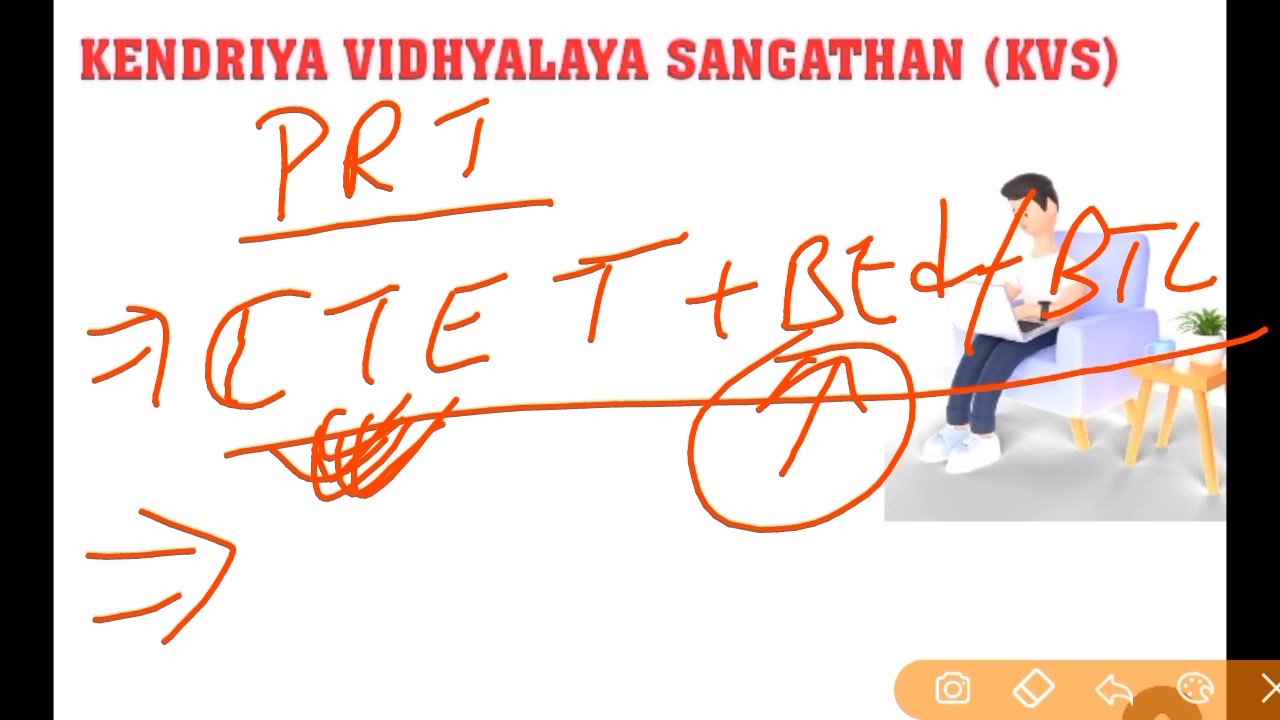 KENDRIYA VIDHYALAYA SANGATHAN (KVS)
PRT
⇒ CTET + BEd/BTC
⇒